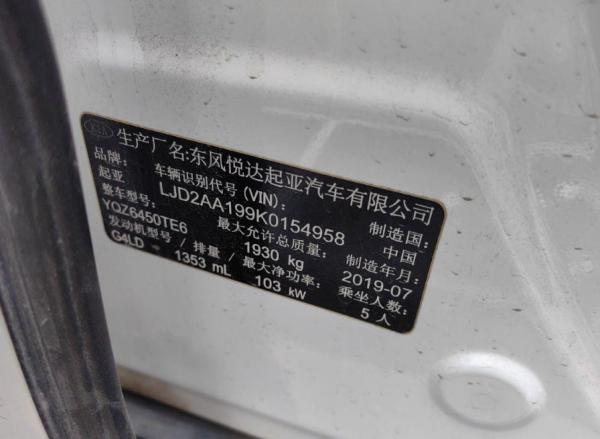 KIA 生产厂名:东风悦达起亚汽车有限公司
品牌: 车辆识别代号 (VIN): 制造国:
起亚 LJD2AA199K0154958 中国
整车型号: 最大允许总质量: 制造年月:
YQZ6450TE6 1930 kg 2019-07
发动机型号 / 排量 / 最大净功率: 乘坐人数:
G4LD 1353 mL 103 kW 5 人